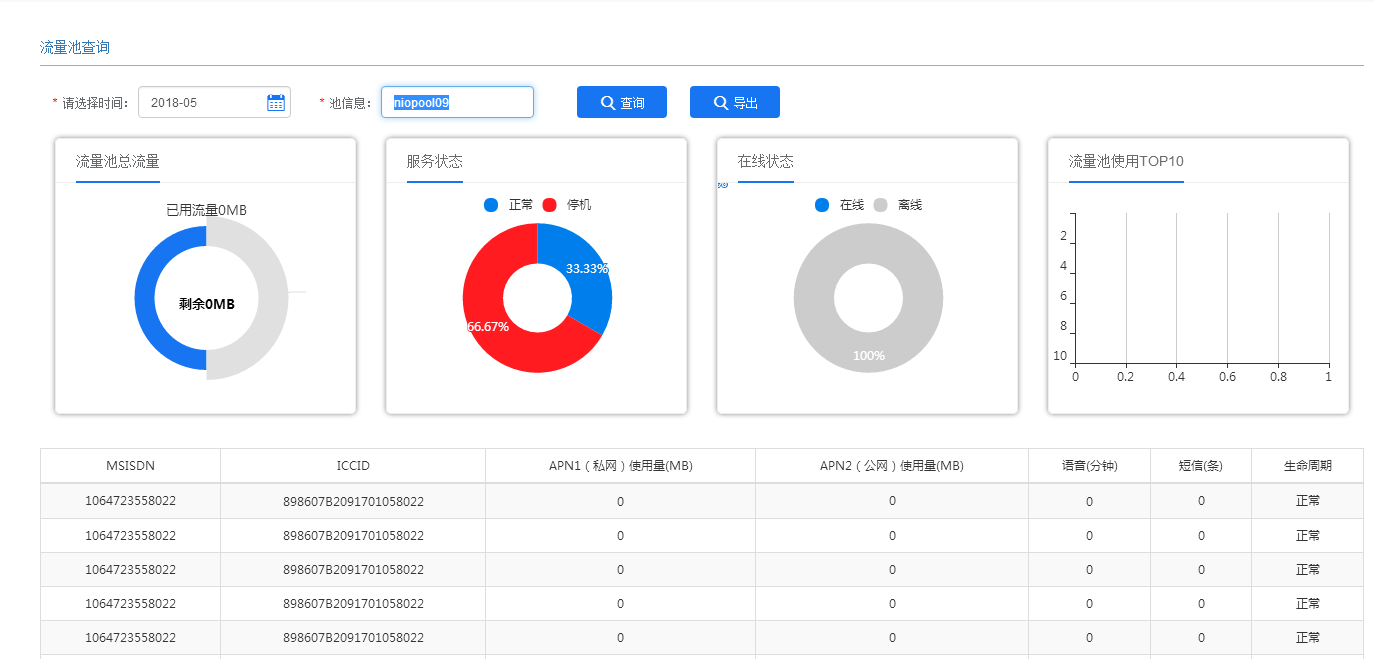 流量池查询
* 请选择时间： 2018-05 * 池信息： niopool09 查询 导出
流量池总流量
已用流量0MB
剩余0MB
服务状态
正常 停机
33.33%
66.67%
在线状态
在线 离线
100%
流量池使用TOP10
2
4
6
8
10
0 0.2 0.4 0.6 0.8 1
MSISDN ICCID APN1（私网）使用量(MB) APN2（公网）使用量(MB) 语音(分钟) 短信(条) 生命周期
1064723558022 898607B2091701058022 0 0 0 0 正常
1064723558022 898607B2091701058022 0 0 0 0 正常
1064723558022 898607B2091701058022 0 0 0 0 正常
1064723558022 898607B2091701058022 0 0 0 0 正常
1064723558022 898607B2091701058022 0 0 0 0 正常